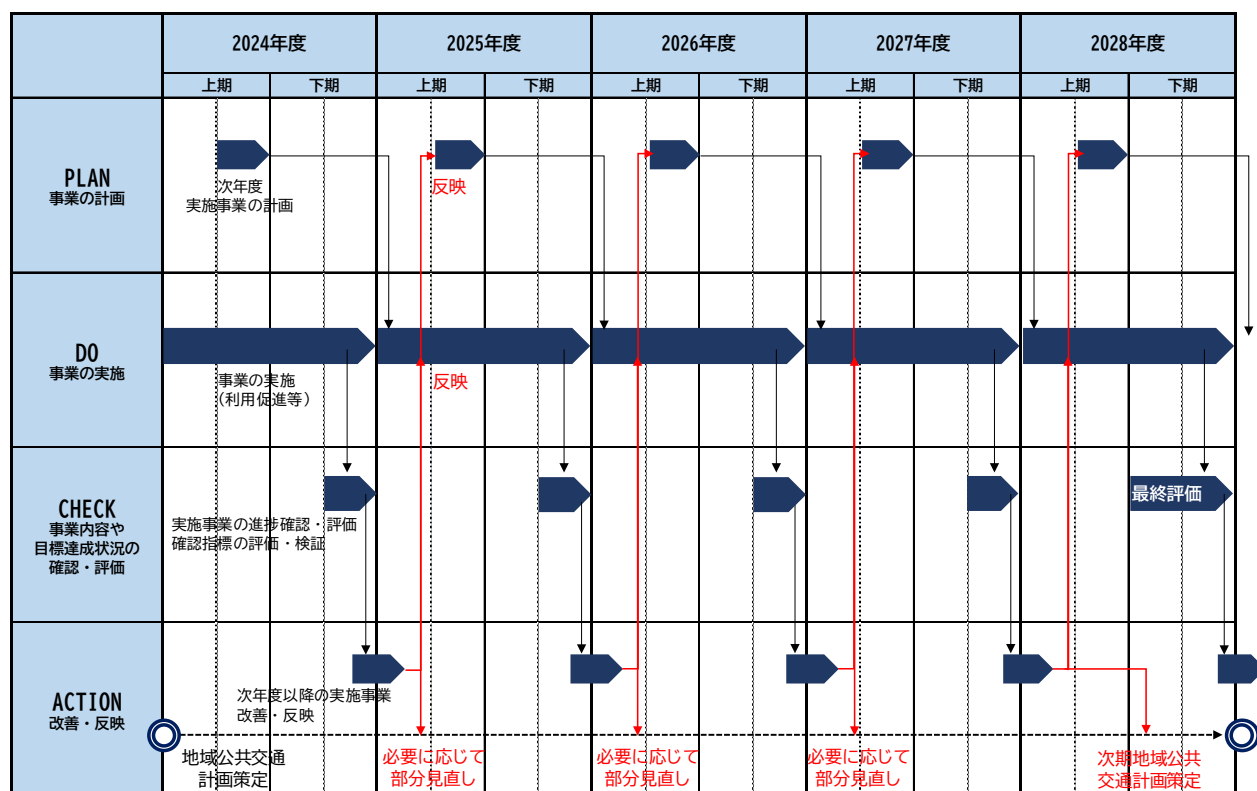 2024年度
2025年度
2026年度
2027年度
2028年度
上期
下期
上期
下期
上期
下期
上期
下期
上期
下期
PLAN
事業の計画
次年度
実施事業の計画
反映
DO
事業の実施
事業の実施
(利用促進等)
反映
CHECK
事業内容や
目標達成状況の
確認・評価
実施事業の進捗確認・評価
確認指標の評価・検証
最終評価
ACTION
改善・反映
次年度以降の実施事業
改善・反映
地域公共交通
計画策定
必要に応じて
部分見直し
必要に応じて
部分見直し
必要に応じて
部分見直し
次期地域公共
交通計画策定